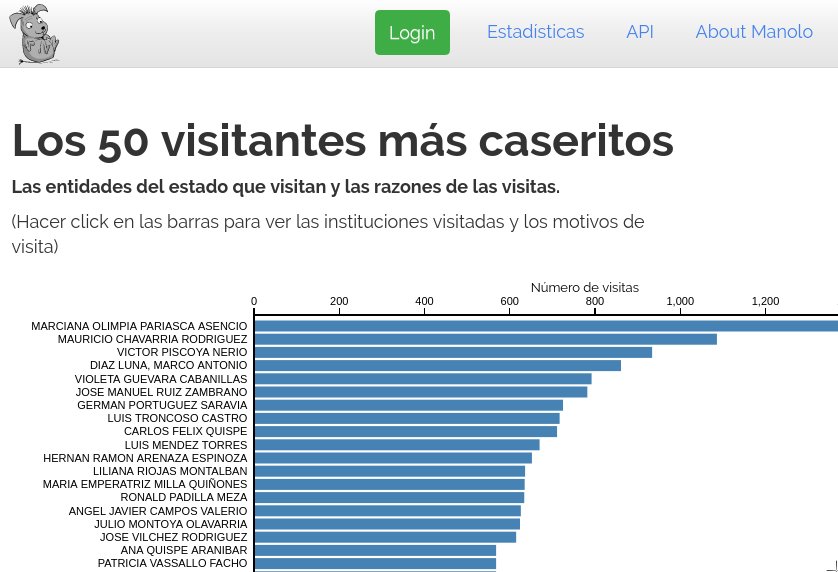 Login Estadísticas API About Manolo
Los 50 visitantes más caseritos
Las entidades del estado que visitan y las razones de las visitas.
(Hacer click en las barras para ver las instituciones visitadas y los motivos de
visita)
Número de visitas
0 200 400 600 800 1,000 1,200
MARCIANA OLIMPIA PARIASCA ASENCIO
MAURICIO CHAVARRIA RODRIGUEZ
VICTOR PISCOYA NERIO
DIAZ LUNA, MARCO ANTONIO
VIOLETA GUEVARA CABANILLAS
JOSE MANUEL RUIZ ZAMBRANO
GERMAN PORTUGUEZ SARAVIA
LUIS TRONCOSO CASTRO
CARLOS FELIX QUISPE
LUIS MENDEZ TORRES
HERNAN RAMON ARENAZA ESPINOZA
LILIANA RIOJAS MONTALBAN
MARIA EMPERATRIZ MILLA QUIÑONES
RONALD PADILLA MEZA
ANGEL JAVIER CAMPOS VALERIO
JULIO MONTOYA OLAVARRIA
JOSE VILCHEZ RODRIGUEZ
ANA QUISPE ARANIBAR
PATRICIA VASSALLO FACHO